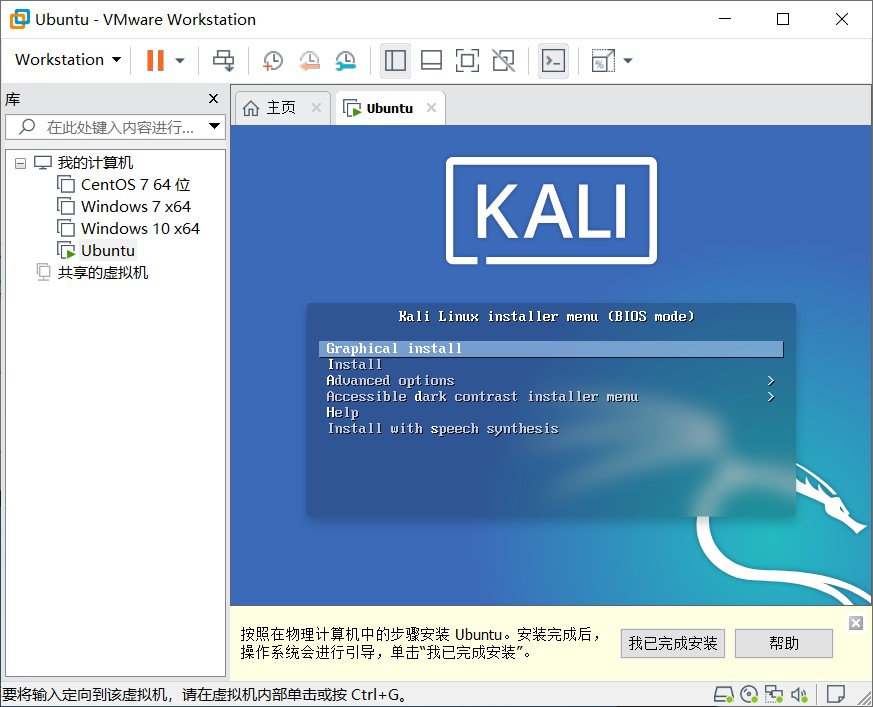 Ubuntu - VMware Workstation
Workstation
库
主页
Ubuntu
在此处键入内容进行...
我的计算机
CentOS 7 64 位
Windows 7 x64
Windows 10 x64
Ubuntu
共享的虚拟机
KALI
Kali Linux installer menu (BIOS mode)
Graphical install
Install
Advanced options
Accessible dark contrast installer menu
Help
Install with speech synthesis
按照在物理计算机中的步骤安装 Ubuntu。安装完成后，
操作系统会进行引导，单击“我已完成安装”。
我已完成安装
帮助
要将输入定向到该虚拟机，请在虚拟机内部单击或按 Ctrl+G。